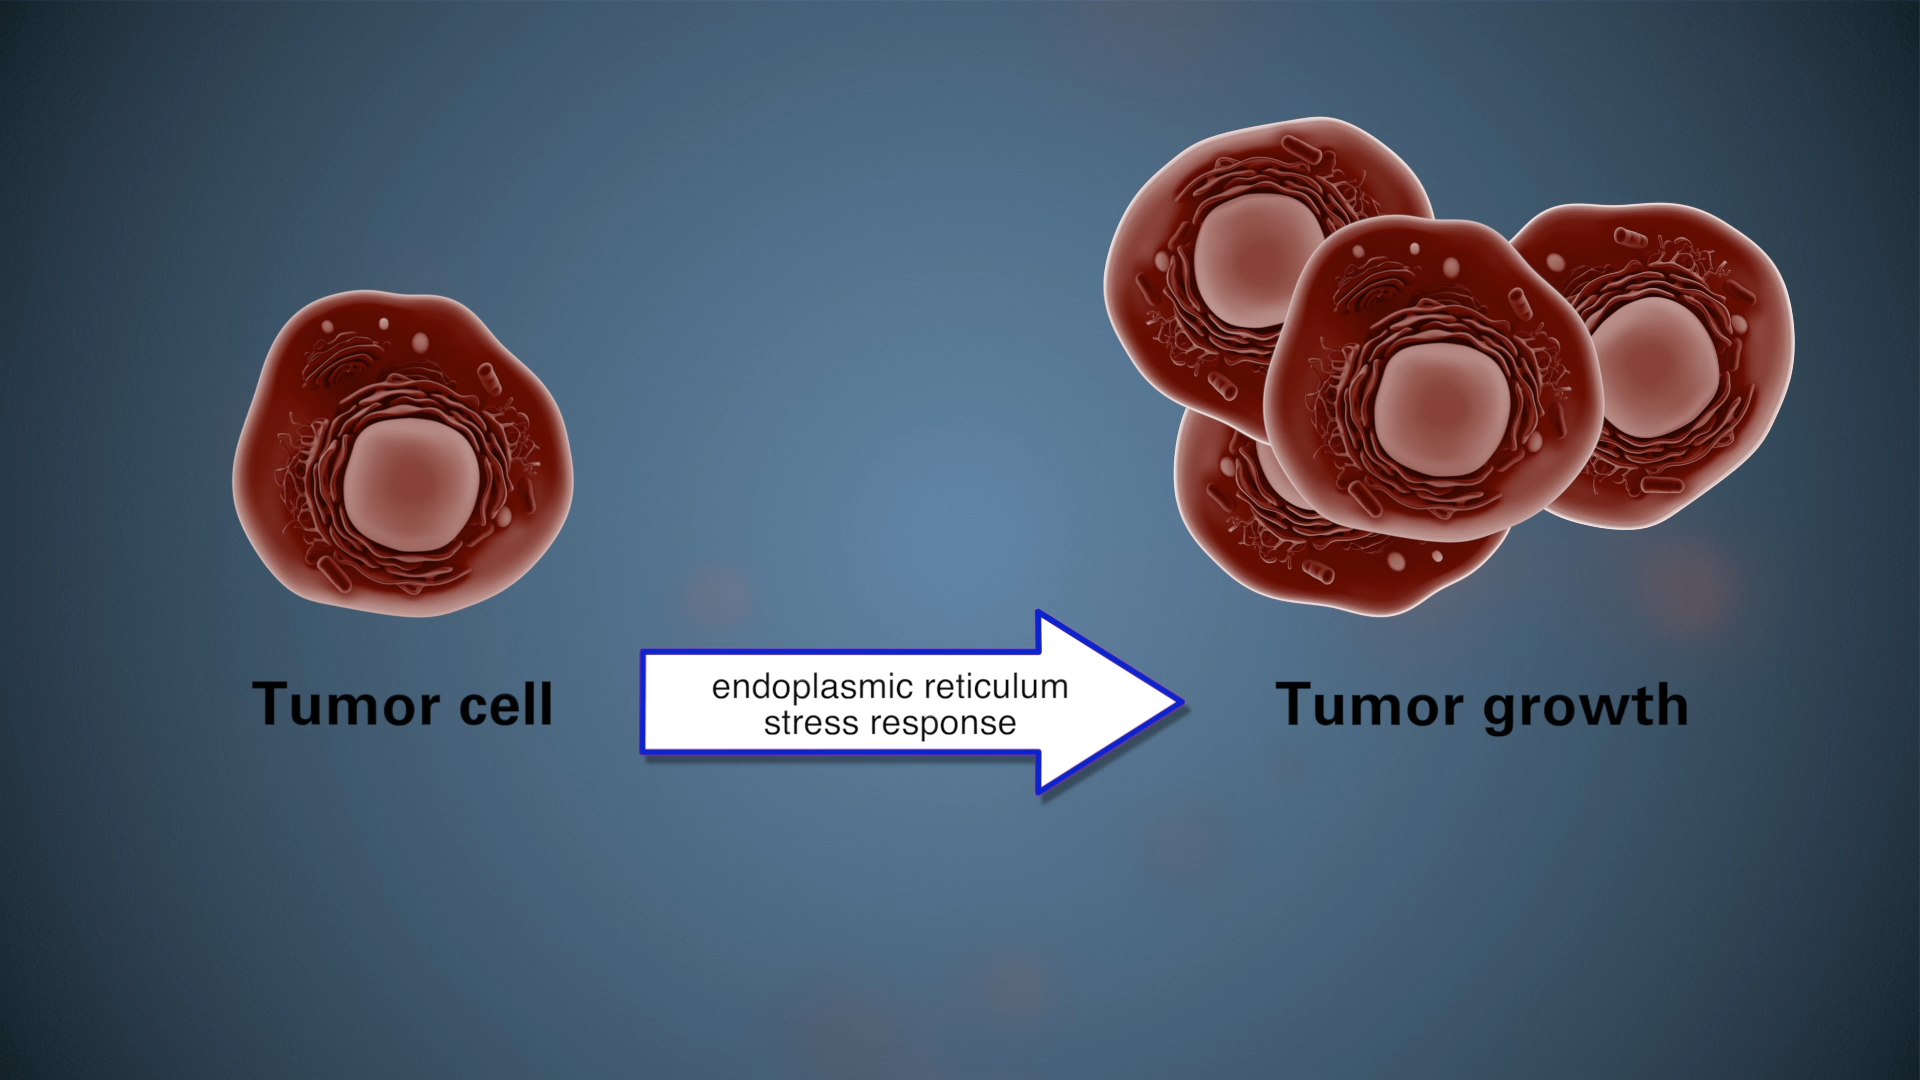 Tumor cell
endoplasmic reticulum
stress response
Tumor growth